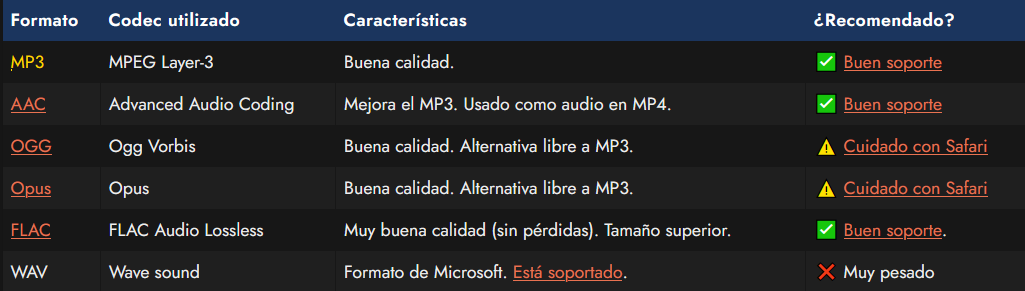 Formato Codec utilizado Características ¿Recomendado?
MP3 MPEG Layer-3 Buena calidad. ✅ Buen soporte
AAC Advanced Audio Coding Mejora el MP3. Usado como audio en MP4. ✅ Buen soporte
OGG Ogg Vorbis Buena calidad. Alternativa libre a MP3. ⚠️ Cuidado con Safari
Opus Opus Buena calidad. Alternativa libre a MP3. ⚠️ Cuidado con Safari
FLAC FLAC Audio Lossless Muy buena calidad (sin pérdidas). Tamaño superior. ✅ Buen soporte.
WAV Wave sound Formato de Microsoft. Está soportado. ❌ Muy pesado